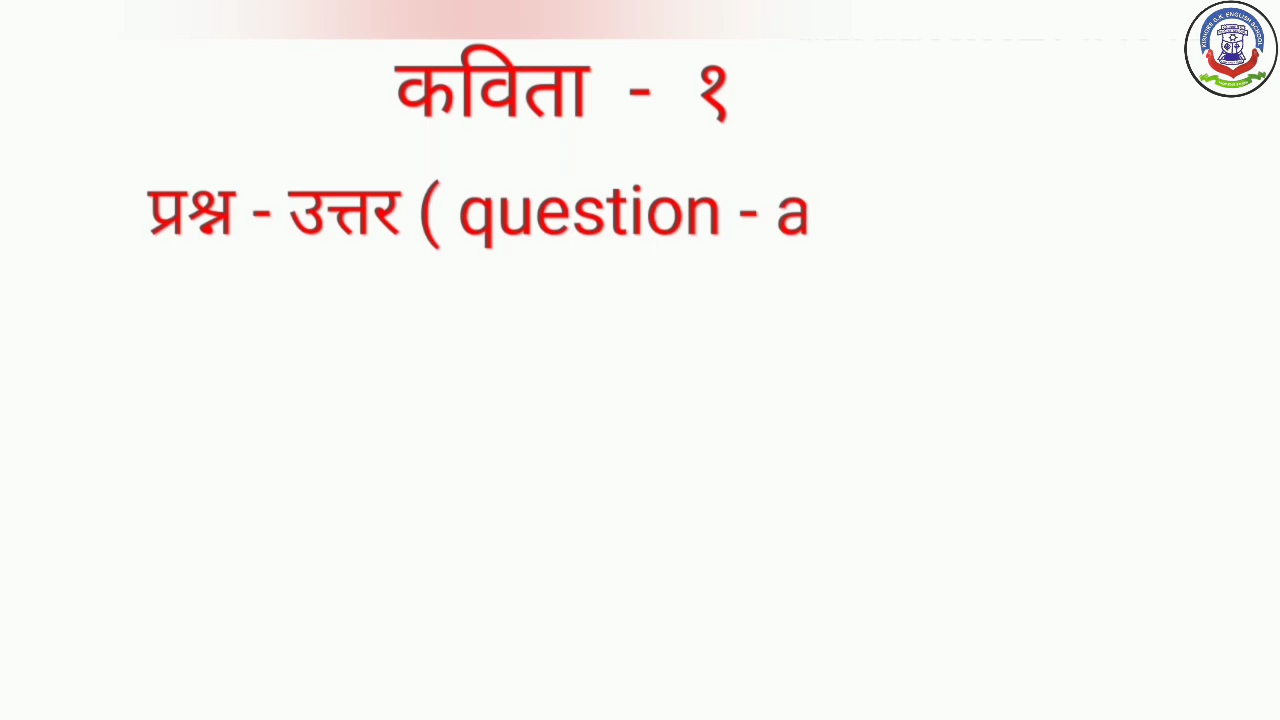 कविता - १
प्रश्न - उत्तर ( question - a